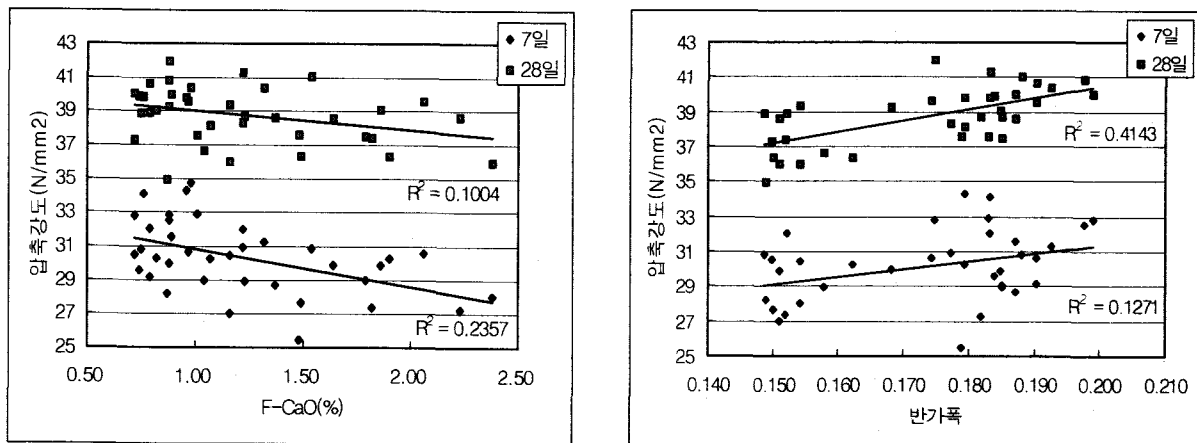 43
41
39
37
35
33
31
29
27
25
압축강도(N/mm2)
7일
28일
R² = 0.1004
R² = 0.2357
0.50 1.00 1.50 2.00 2.50
F-CaO(%)
43
41
39
37
35
33
31
29
27
25
압축강도(N/mm2)
7일
28일
R² = 0.4143
R² = 0.1271
0.140 0.150 0.160 0.170 0.180 0.190 0.200 0.210
반가폭